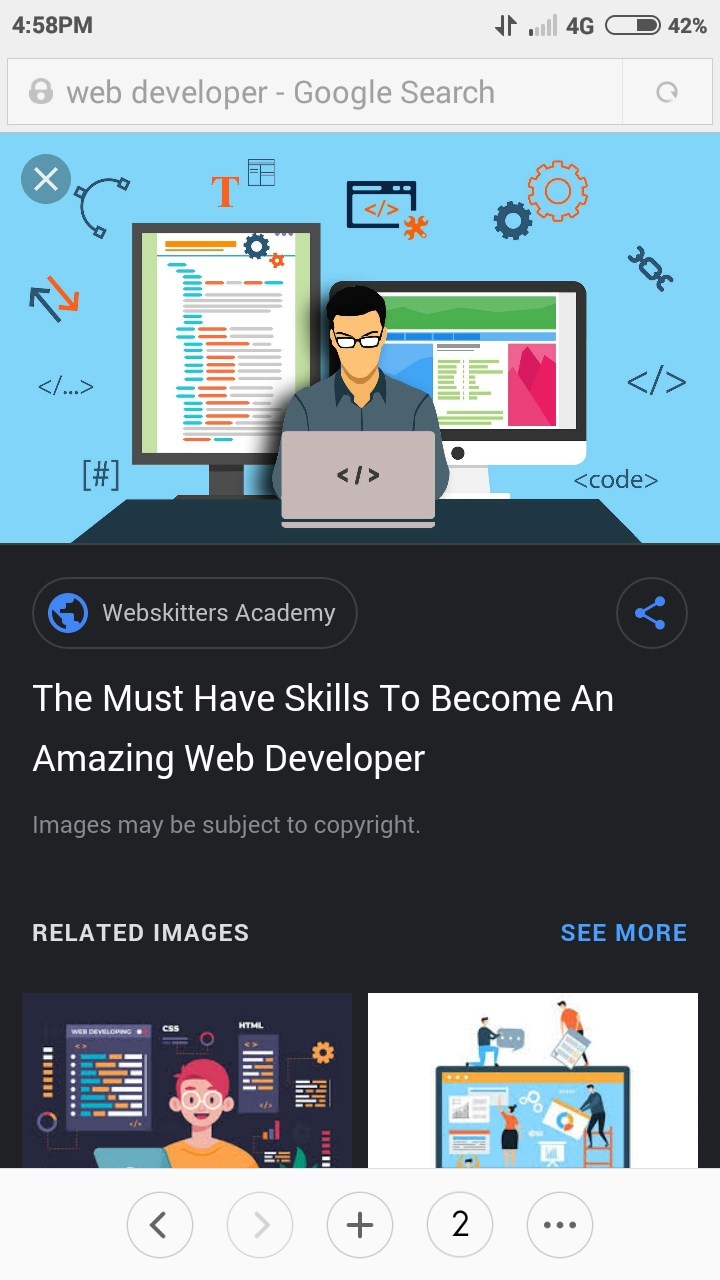 4:58PM
4G
42%
web developer - Google Search
T
</>
</...>
</>
[#]
</>
<code>
Webskitters Academy
The Must Have Skills To Become An
Amazing Web Developer
Images may be subject to copyright.
RELATED IMAGES
SEE MORE
WEB DEVELOPING
CSS
HTML
<>
<>
</>
</>
2